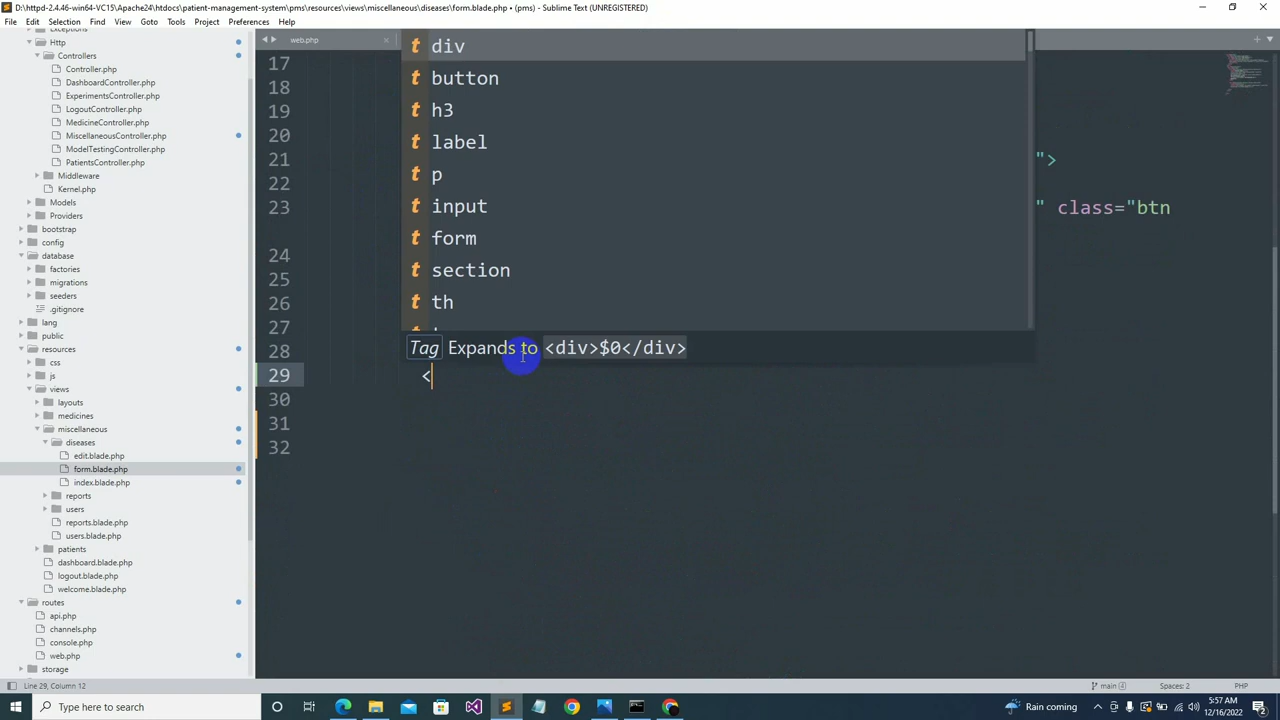 D:\httpd-2.4.46-win64-VC15\Apache24\htdocs\patient-management-system\pms\resources\views\miscellaneous\diseases\form.blade.php • (pms) - Sublime Text (UNREGISTERED)
File Edit Selection Find View Goto Tools Project Preferences Help
Exceptions
Http
Controllers
Controller.php
DashboardController.php
ExperimentsController.php
LogoutController.php
MedicineController.php
MiscellaneousController.php
ModelTestingController.php
PatientsController.php
Middleware
Kernel.php
Models
Providers
bootstrap
config
database
factories
migrations
seeders
.gitignore
lang
public
resources
css
js
views
layouts
medicines
miscellaneous
diseases
edit.blade.php
form.blade.php
index.blade.php
reports
users
reports.blade.php
users.blade.php
patients
dashboard.blade.php
logout.blade.php
welcome.blade.php
routes
api.php
channels.php
console.php
web.php
storage
web.php
17
18
19
20
21 ">
22
23 " class="btn
24
25
26
27
28
29 <
30
31
32
t div
t button
t h3
t label
t p
t input
t form
t section
t th
Tag Expands to <div>$0</div>
Line 29, Column 12
main (4)
Spaces: 2
PHP
Type here to search
Rain coming
5:57 AM
12/16/2022